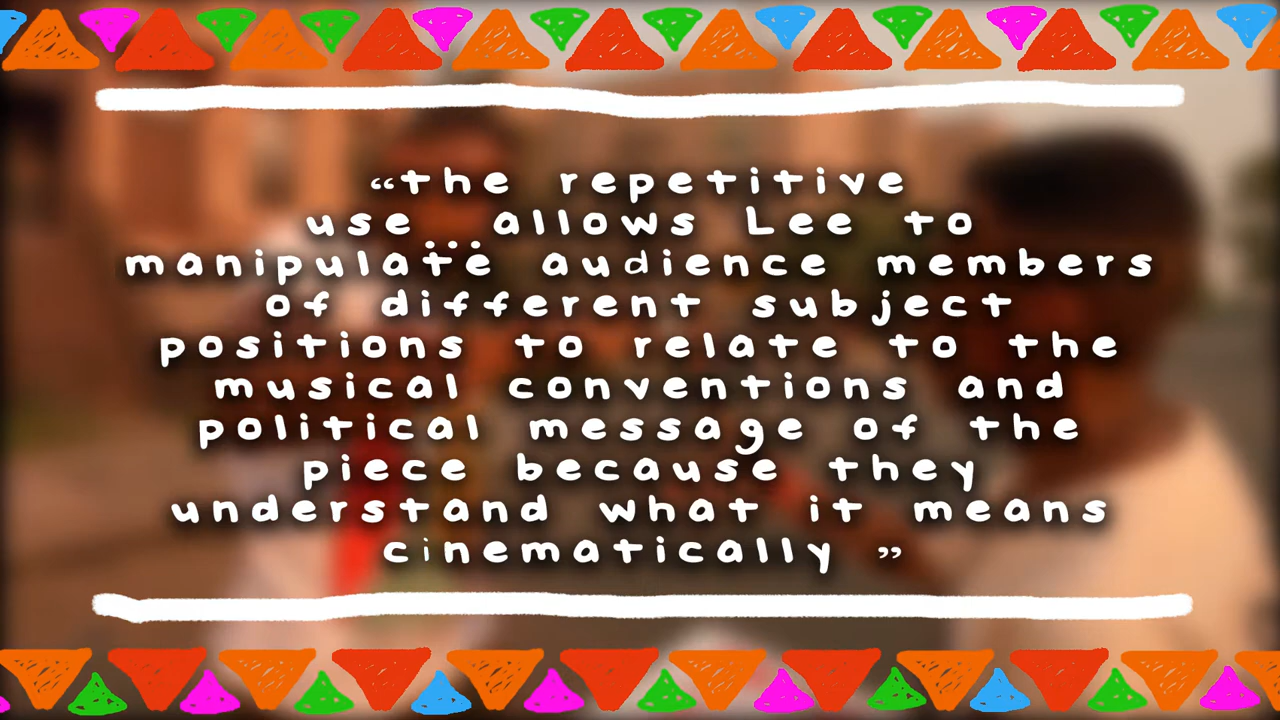 “the repetitive
use allows Lee to
...
manipulate audience members
of different subject
positions to relate to the
musical conventions and
political message of the
piece because they
understand what it means
cinematically ”